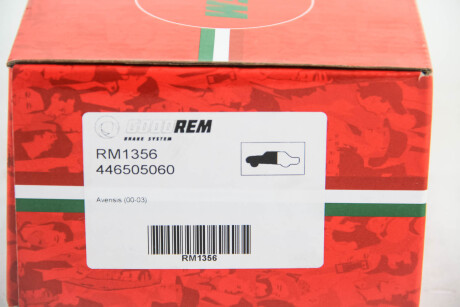 REM
BRAKE SYSTEM
RM1356
446505060
Avensis (00-03)
RM1356